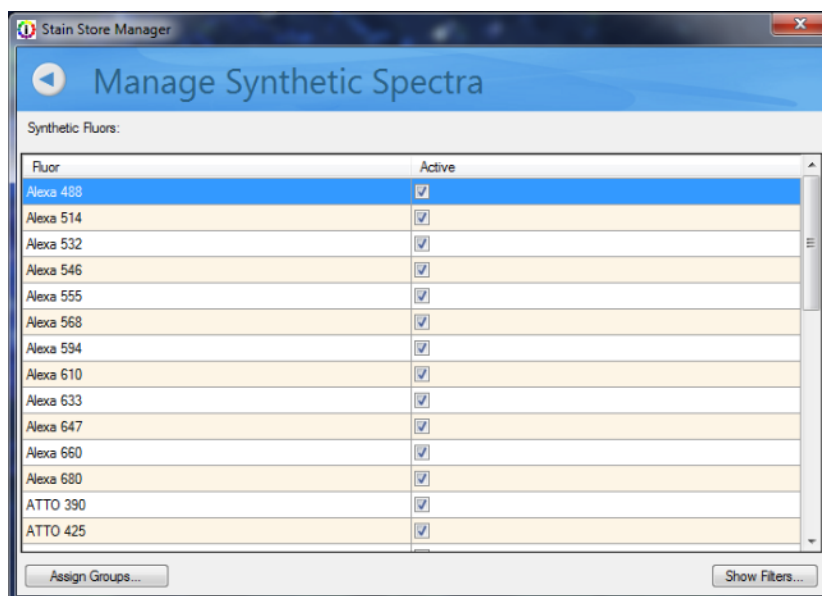 Stain Store Manager
Manage Synthetic Spectra
Synthetic Fluors:
Fluor Active
Alexa 488
Alexa 514
Alexa 532
Alexa 546
Alexa 555
Alexa 568
Alexa 594
Alexa 610
Alexa 633
Alexa 647
Alexa 660
Alexa 680
ATTO 390
ATTO 425
Assign Groups... Show Filters...